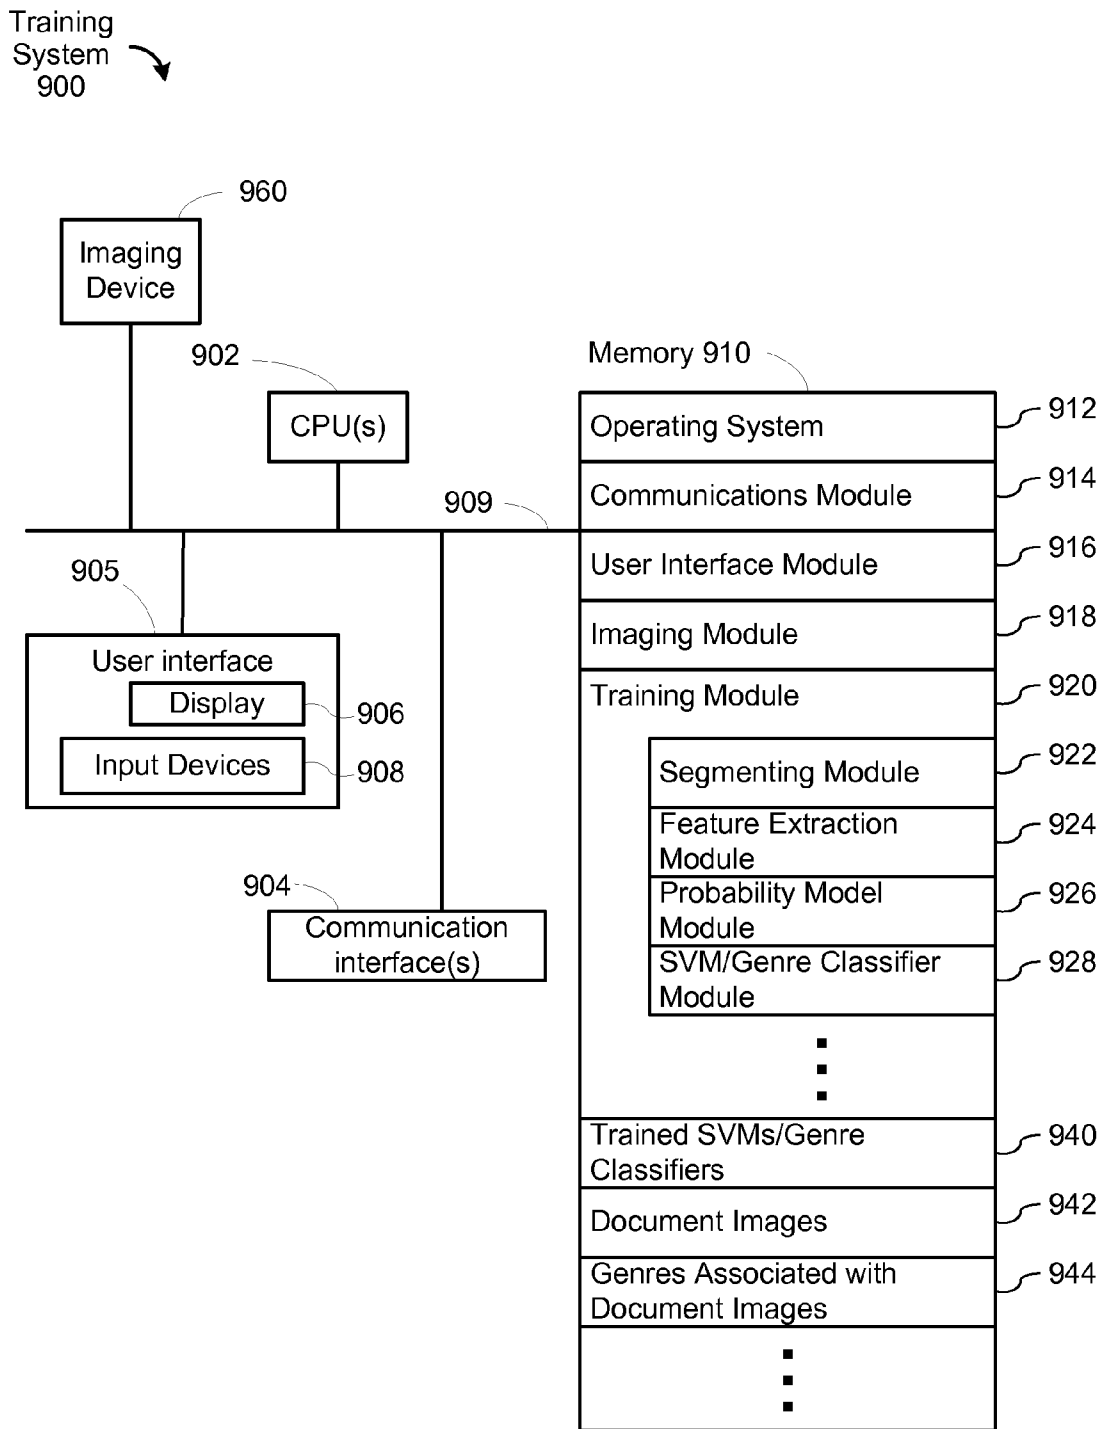 Training
System
900
960
Imaging
Device
902
CPU(s)
909
905
User interface
Display
906
Input Devices
908
904
Communication
interface(s)
Memory 910
Operating System
912
Communications Module
914
User Interface Module
916
Imaging Module
918
Training Module
920
Segmenting Module
922
Feature Extraction
Module
924
Probability Model
Module
926
SVM/Genre Classifier
Module
928
Trained SVMs/Genre
Classifiers
940
Document Images
942
Genres Associated with
Document Images
944